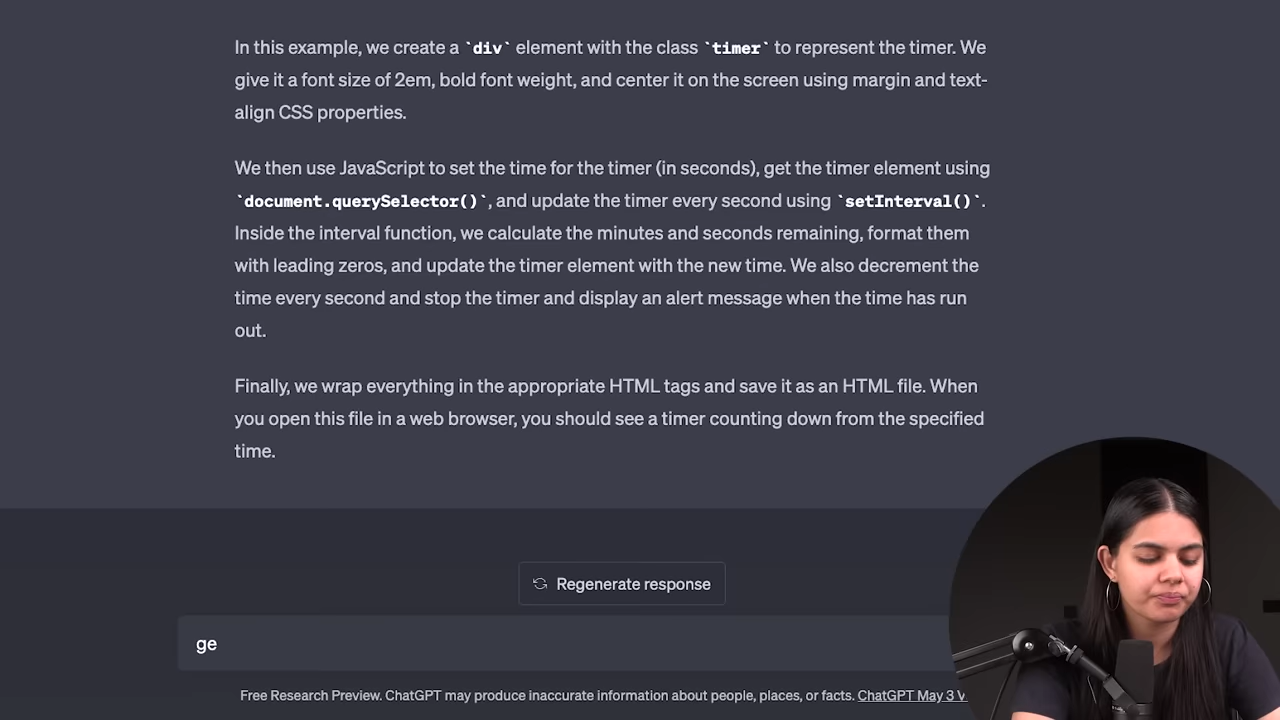 In this example, we create a `div` element with the class `timer` to represent the timer. We
give it a font size of 2em, bold font weight, and center it on the screen using margin and text-
align CSS properties.
We then use JavaScript to set the time for the timer (in seconds), get the timer element using
`document.querySelector()`, and update the timer every second using `setInterval()`.
Inside the interval function, we calculate the minutes and seconds remaining, format them
with leading zeros, and update the timer element with the new time. We also decrement the
time every second and stop the timer and display an alert message when the time has run
out.
Finally, we wrap everything in the appropriate HTML tags and save it as an HTML file. When
you open this file in a web browser, you should see a timer counting down from the specified
time.
Regenerate response
ge
Free Research Preview. ChatGPT may produce inaccurate information about people, places, or facts. ChatGPT May 3 V